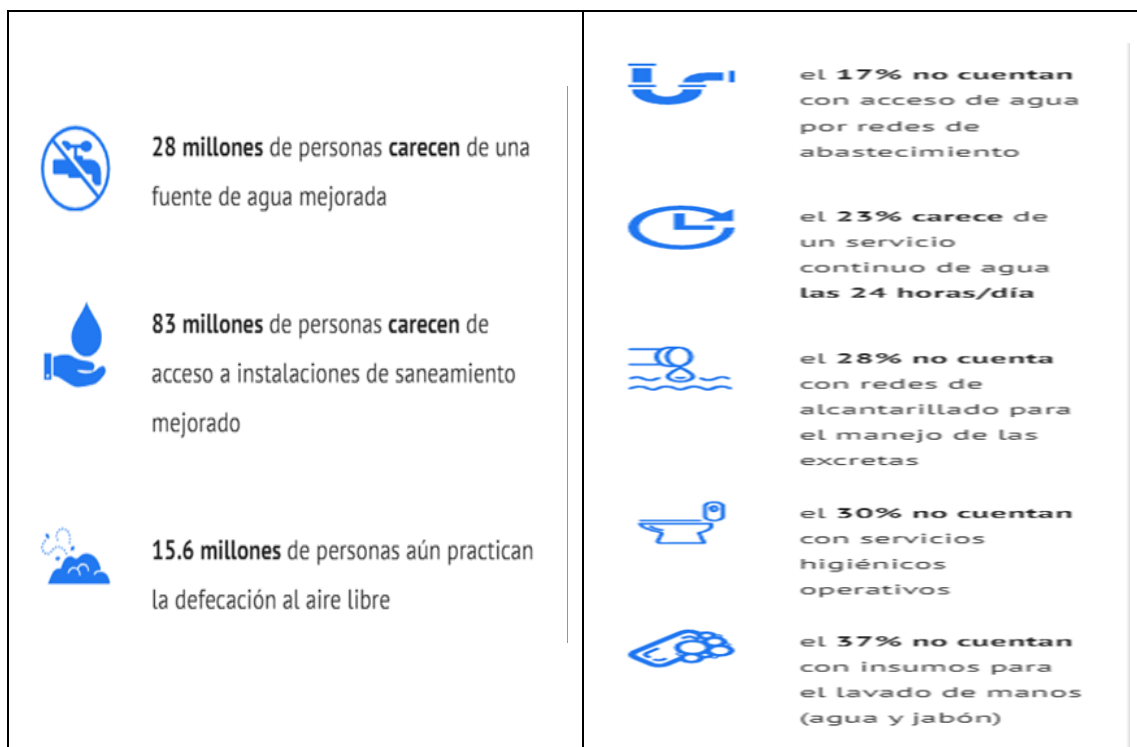 28 millones de personas carecen de una
fuente de agua mejorada
83 millones de personas carecen de
acceso a instalaciones de saneamiento
mejorado
15.6 millones de personas aún practican
la defecación al aire libre
el 17% no cuentan
con acceso de agua
por redes de
abastecimiento
el 23% carece de
un servicio
continuo de agua
las 24 horas/día
el 28% no cuenta
con redes de
alcantarillado para
el manejo de las
excretas
el 30% no cuentan
con servicios
higiénicos
operativos
el 37% no cuentan
con insumos para
el lavado de manos
(agua y jabón)